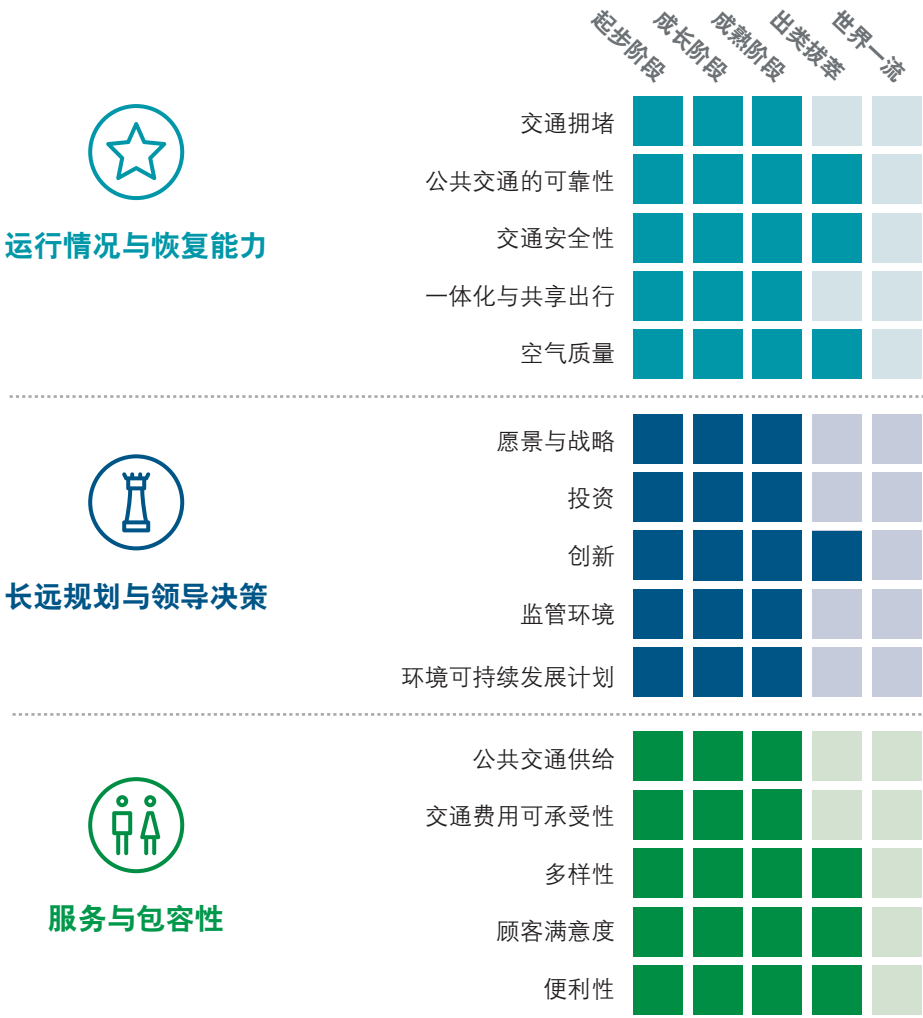 起步阶段
成长阶段
成熟阶段
出类拔萃
世界一流
运行情况与恢复能力
交通拥堵
公共交通的可靠性
交通安全性
一体化与共享出行
空气质量
长远规划与领导决策
愿景与战略
投资
创新
监管环境
环境可持续发展计划
服务与包容性
公共交通供给
交通费用可承受性
多样性
顾客满意度
便利性